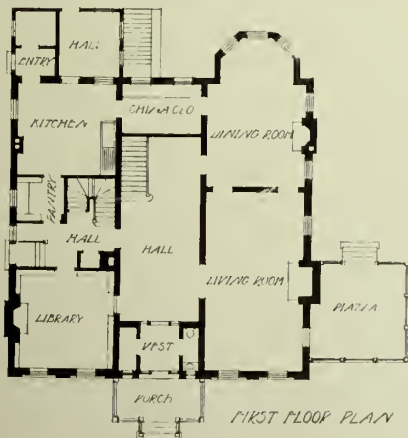 HALL
ENTRY
CHINA CLO
KITCHEN
DINING ROOM
PANTRY
HALL
HALL
LIVING ROOM
LIBRARY
PIAZZA
VEST
PORCH
FIRST FLOOR PLAN